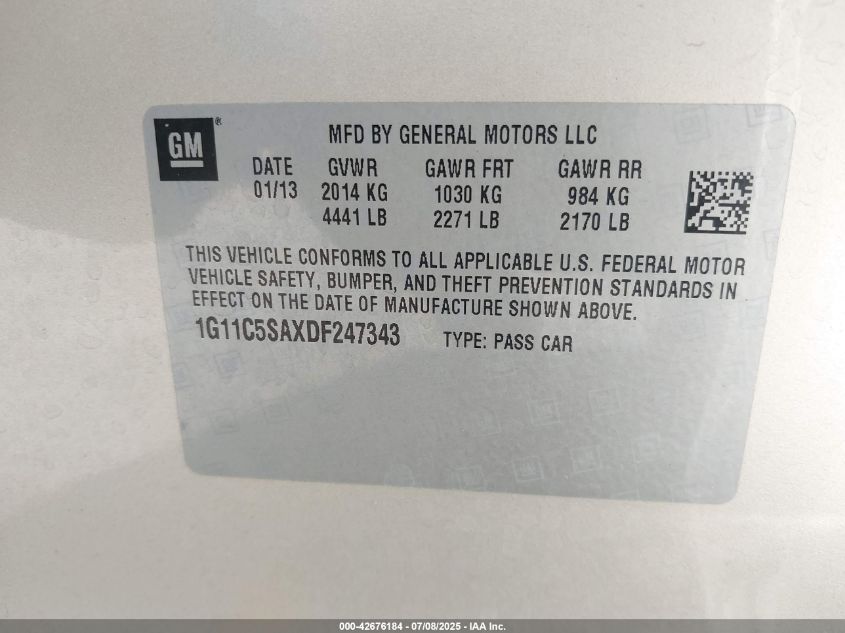 GM®
MFD BY GENERAL MOTORS LLC
DATE GVWR GAWR FRT GAWR RR
01/13 2014 KG 1030 KG 984 KG
4441 LB 2271 LB 2170 LB
THIS VEHICLE CONFORMS TO ALL APPLICABLE U.S. FEDERAL MOTOR
VEHICLE SAFETY, BUMPER, AND THEFT PREVENTION STANDARDS IN
EFFECT ON THE DATE OF MANUFACTURE SHOWN ABOVE.
1G11C5SAXDF247343 TYPE: PASS CAR
000-42676184 - 07/08/2025 - IAA Inc.